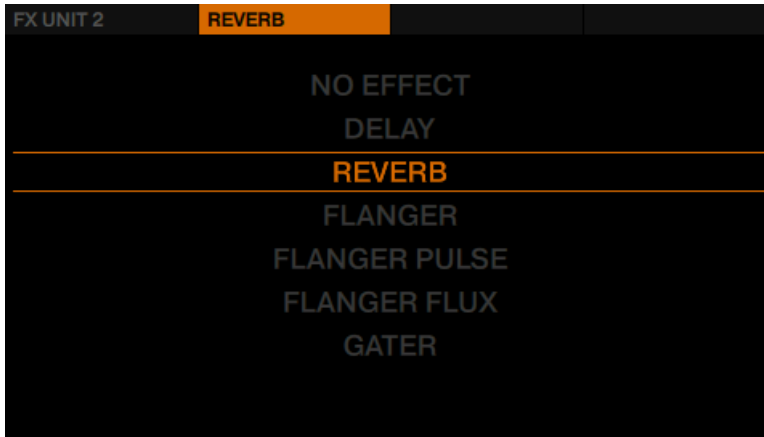 FX UNIT 2 REVERB
NO EFFECT
DELAY
REVERB
FLANGER
FLANGER PULSE
FLANGER FLUX
GATER